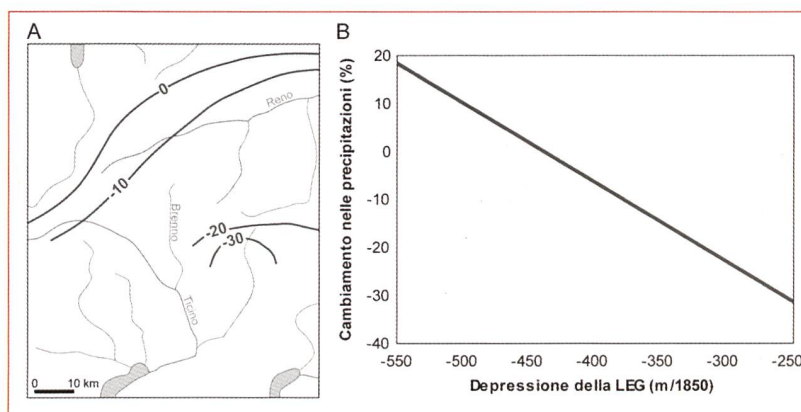 A
0
-10
-20
-30
Reno
Brenno
Ticino
0 10 km
B
Cambiamento nelle precipitazioni (%)
20
10
0
-10
-20
-30
-40
-550 -500 -450 -400 -350 -300 -250
Depressione della LEG (m/1850)